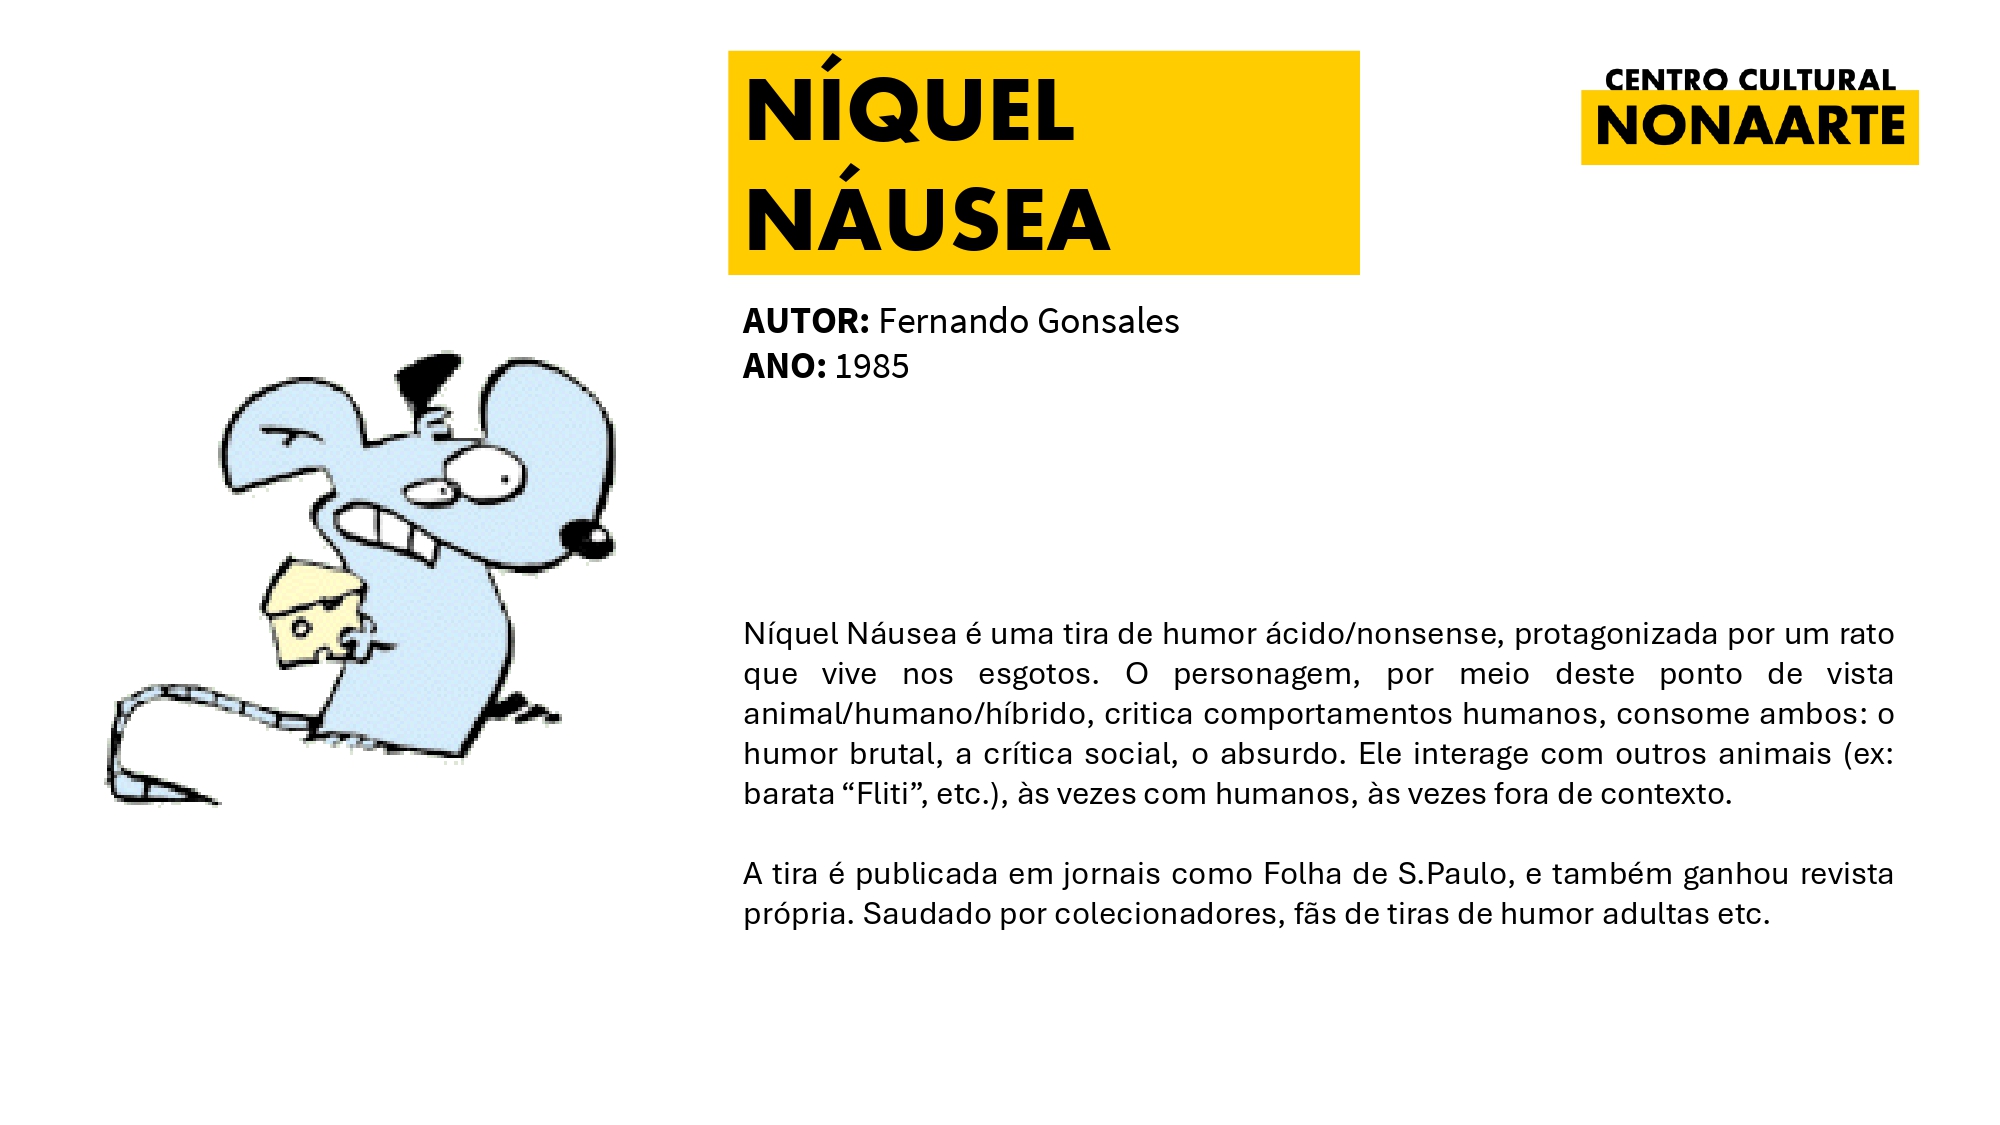 NÍQUEL
NÁUSEA
CENTRO CULTURAL
NONAARTE
AUTOR: Fernando Gonsales
ANO: 1985
Níquel Náusea é uma tira de humor ácido/nonsense, protagonizada por um rato
que vive nos esgotos. O personagem, por meio deste ponto de vista
animal/humano/híbrido, critica comportamentos humanos, consome ambos: o
humor brutal, a crítica social, o absurdo. Ele interage com outros animais (ex:
barata “Fliti”, etc.), às vezes com humanos, às vezes fora de contexto.
A tira é publicada em jornais como Folha de S.Paulo, e também ganhou revista
própria. Saudado por colecionadores, fãs de tiras de humor adultas etc.